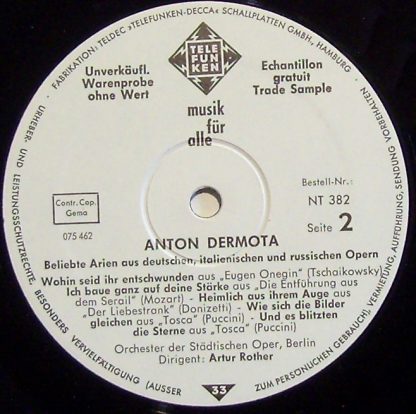 FABRIKATION: TELDEC »TELEFUNKEN-DECCA« SCHALLPLATTEN GMBH., HAMBURG
URHEBER- UND LEISTUNGSSCHUTZRECHTE, BESONDERS VERVIELFÄLTIGUNG (AUSSER
ZUM PERSÖNLICHEN GEBRAUCH), VERMIETUNG, AUFFÜHRUNG, SENDUNG VORBEHALTEN
TELE
FUN
KEN
Unverkäufl.
Warenprobe
ohne Wert
Echantillon
gratuit
Trade Sample
musik
für
alle
Contr. Cop.
Gema
075 462
Bestell-Nr.:
NT 382
Seite 2
ANTON DERMOTA
Beliebte Arien aus deutschen, italienischen und russischen Opern
Wohin seid ihr entschwunden aus „Eugen Onegin“ (Tschaikowsky)
Ich baue ganz auf deine Stärke aus „Die Entführung aus
dem Serail“ (Mozart) - Heimlich aus ihrem Auge aus
„Der Liebestrank“ (Donizetti) - Wie sich die Bilder
gleichen aus „Tosca“ (Puccini) - Und es blitzten
die Sterne aus „Tosca“ (Puccini)
Orchester der Städtischen Oper, Berlin
Dirigent: Artur Rother
33